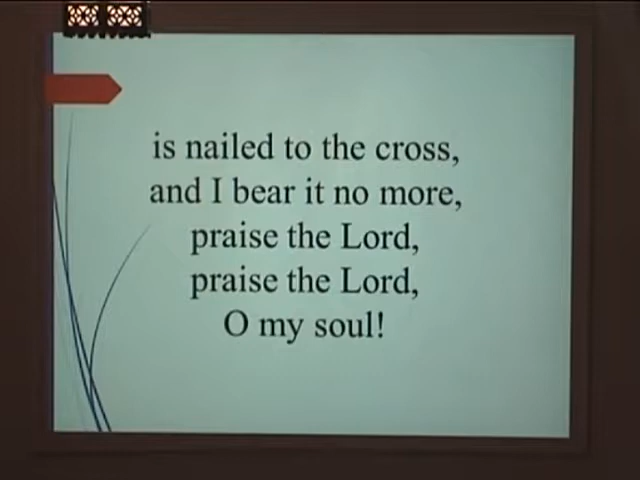 is nailed to the cross,
and I bear it no more,
praise the Lord,
praise the Lord,
O my soul!